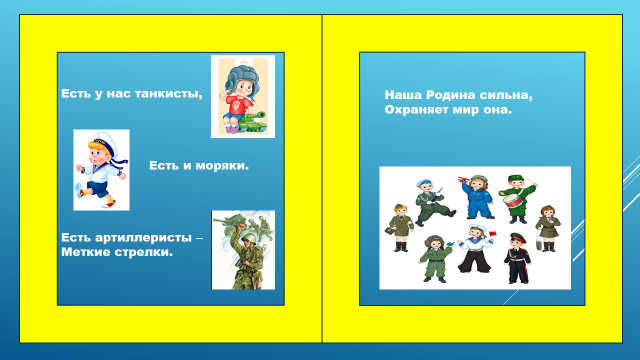 Есть у нас танкисты,
Есть и моряки.
Есть артиллеристы –
Меткие стрелки.
Наша Родина сильна,
Охраняет мир она.